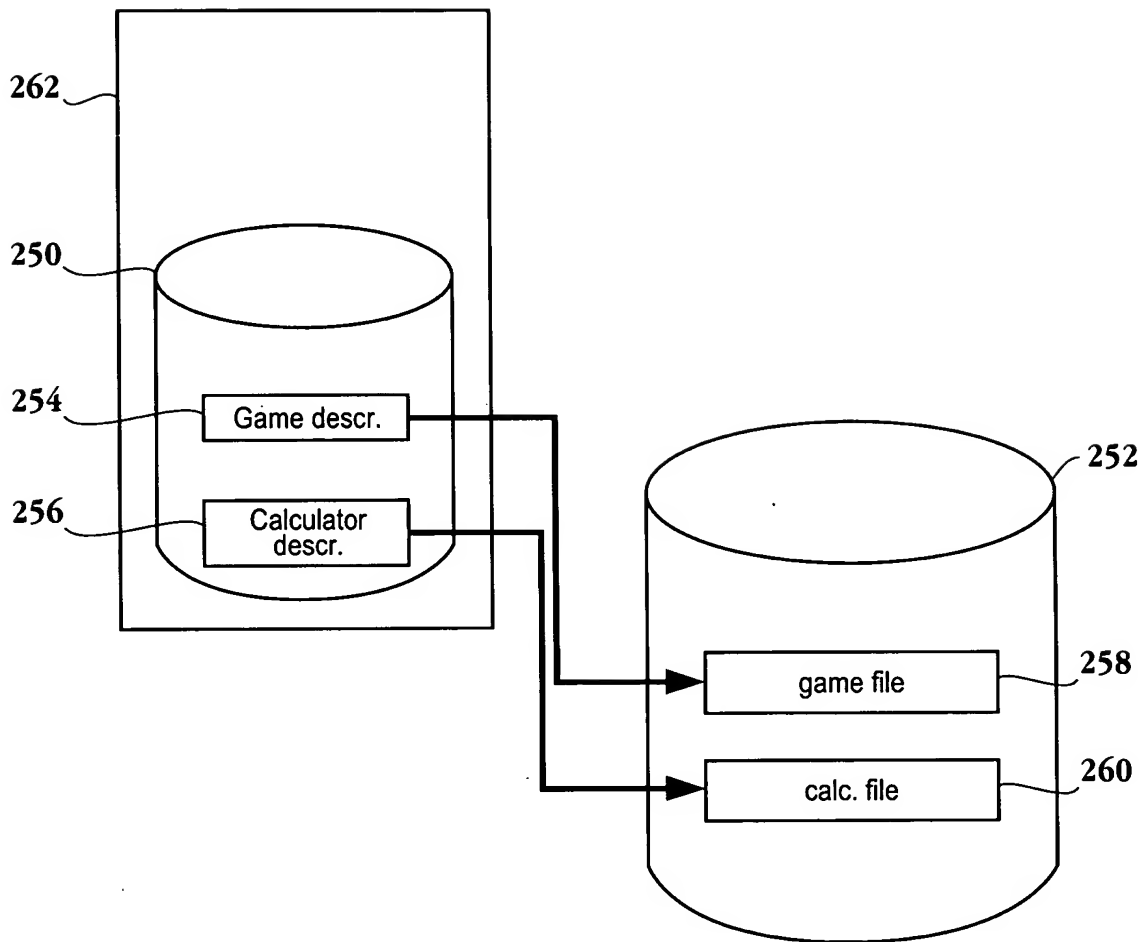 262
250
254
Game descr.
252
256
Calculator
descr.
258
game file
260
calc. file